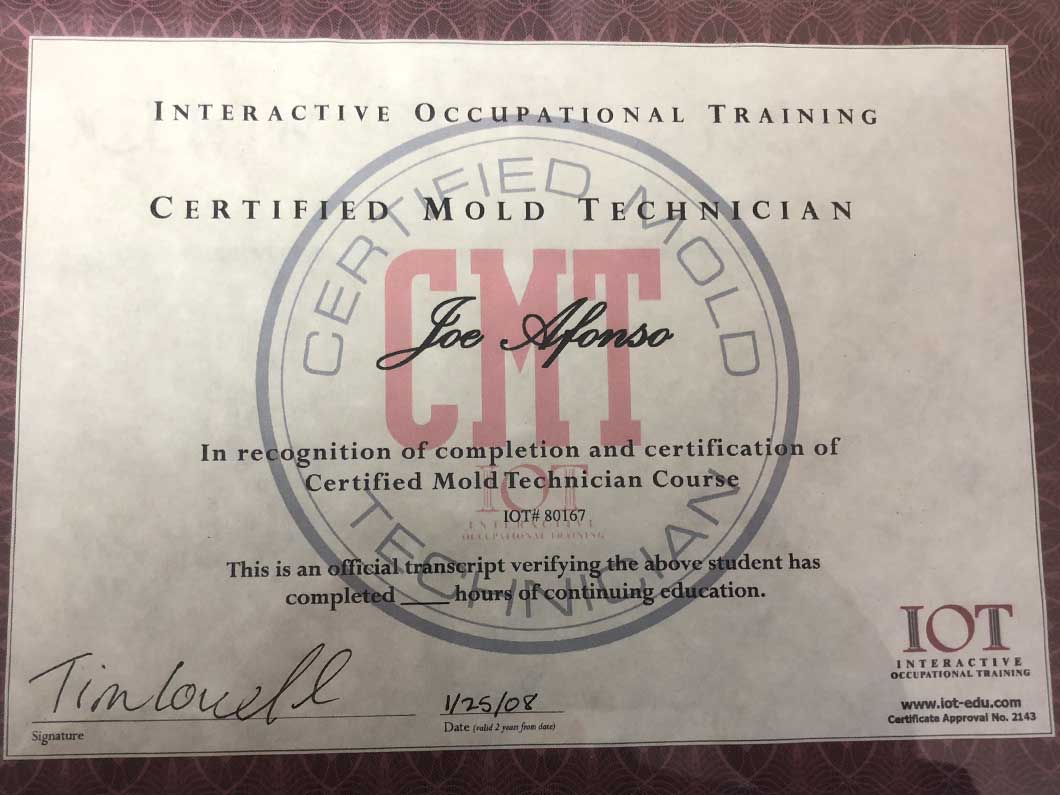 INTERACTIVE OCCUPATIONAL TRAINING
CERTIFIED MOLD TECHNICIAN
CERTIFIED MOLD TECHNICIAN
CMT
Joe Afonso
In recognition of completion and certification of
Certified Mold Technician Course
IOT
IOT# 80167
INTERACTIVE
OCCUPATIONAL TRAINING
This is an official transcript verifying the above student has
completed ____ hours of continuing education.
Tim Lovell
Signature
1/25/08
Date (valid 2 years from date)
IOT
INTERACTIVE
OCCUPATIONAL TRAINING
www.iot-edu.com
Certificate Approval No. 2143